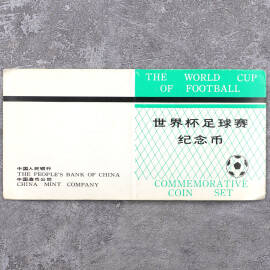 THE WORLD CUP
OF FOOTBALL
世界杯足球赛
纪念币
COMMEMORATIVE
COIN SET
中国人民银行
THE PEOPLE'S BANK OF CHINA
中国造币公司
CHINA MINT COMPANY